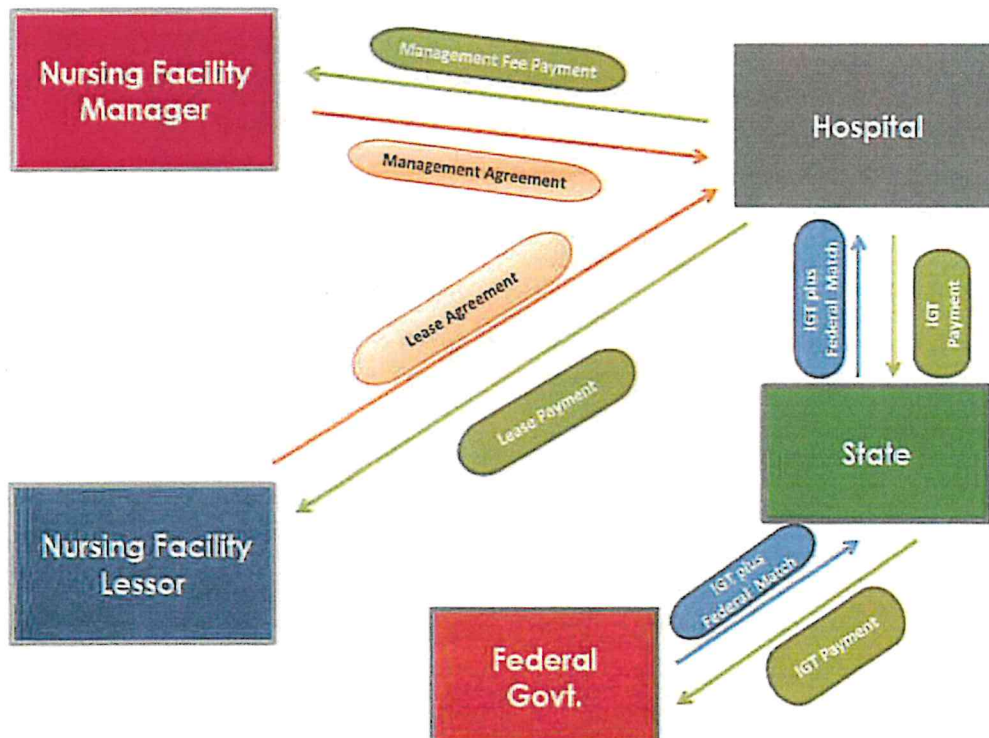 Management Fee Payment
Nursing Facility
Manager
Hospital
Management Agreement
Lease Agreement
IGT plus
Federal Match
IGT
Payment
Lease Payment
State
Nursing Facility
Lessor
IGT plus
Federal Match
IGT Payment
Federal
Govt.